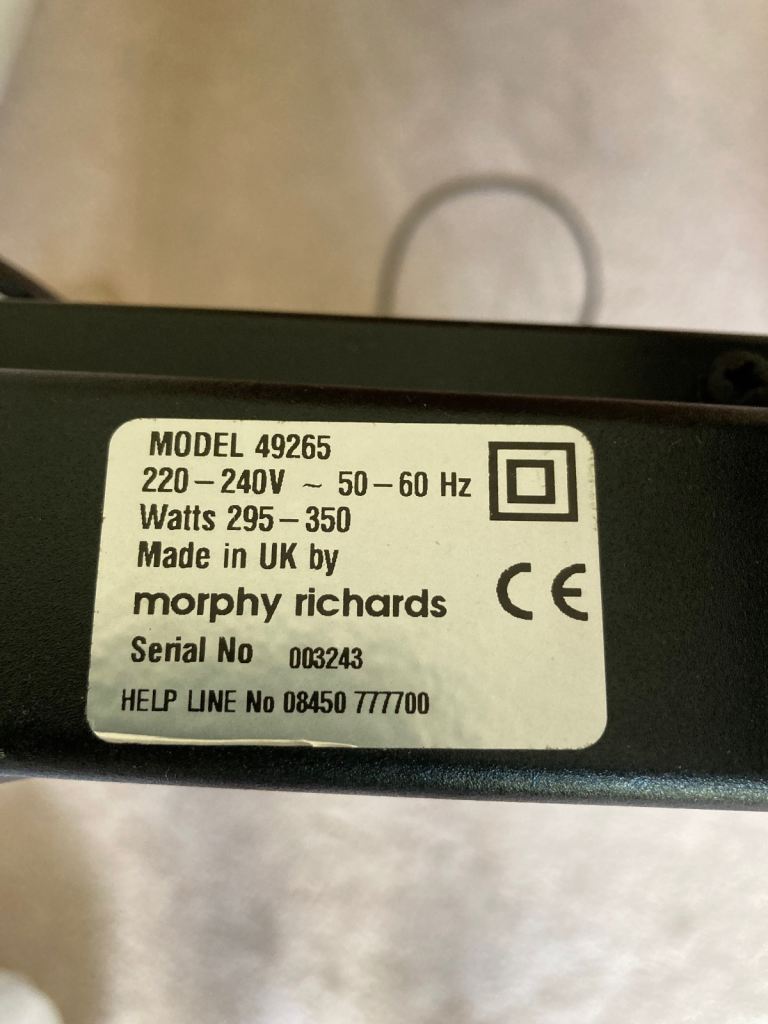 MODEL 49265
220-240V ~ 50-60 Hz
Watts 295-350
Made in UK by
morphy richards
CE
Serial No 003243
HELP LINE No 08450 777700